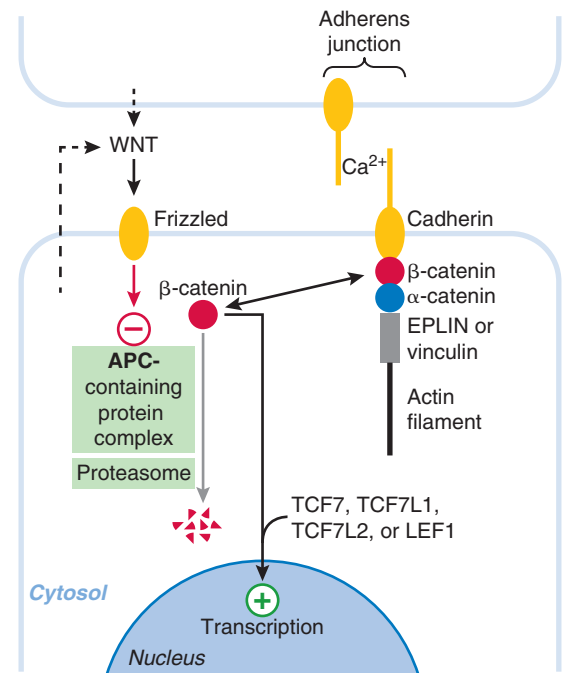 Adherens
junction
WNT
Ca2+
Frizzled
Cadherin
β-catenin
β-catenin
α-catenin
EPLIN or
vinculin
−
APC-
containing
protein
complex
Actin
filament
Proteasome
TCF7, TCF7L1,
TCF7L2, or LEF1
Cytosol
+
Transcription
Nucleus